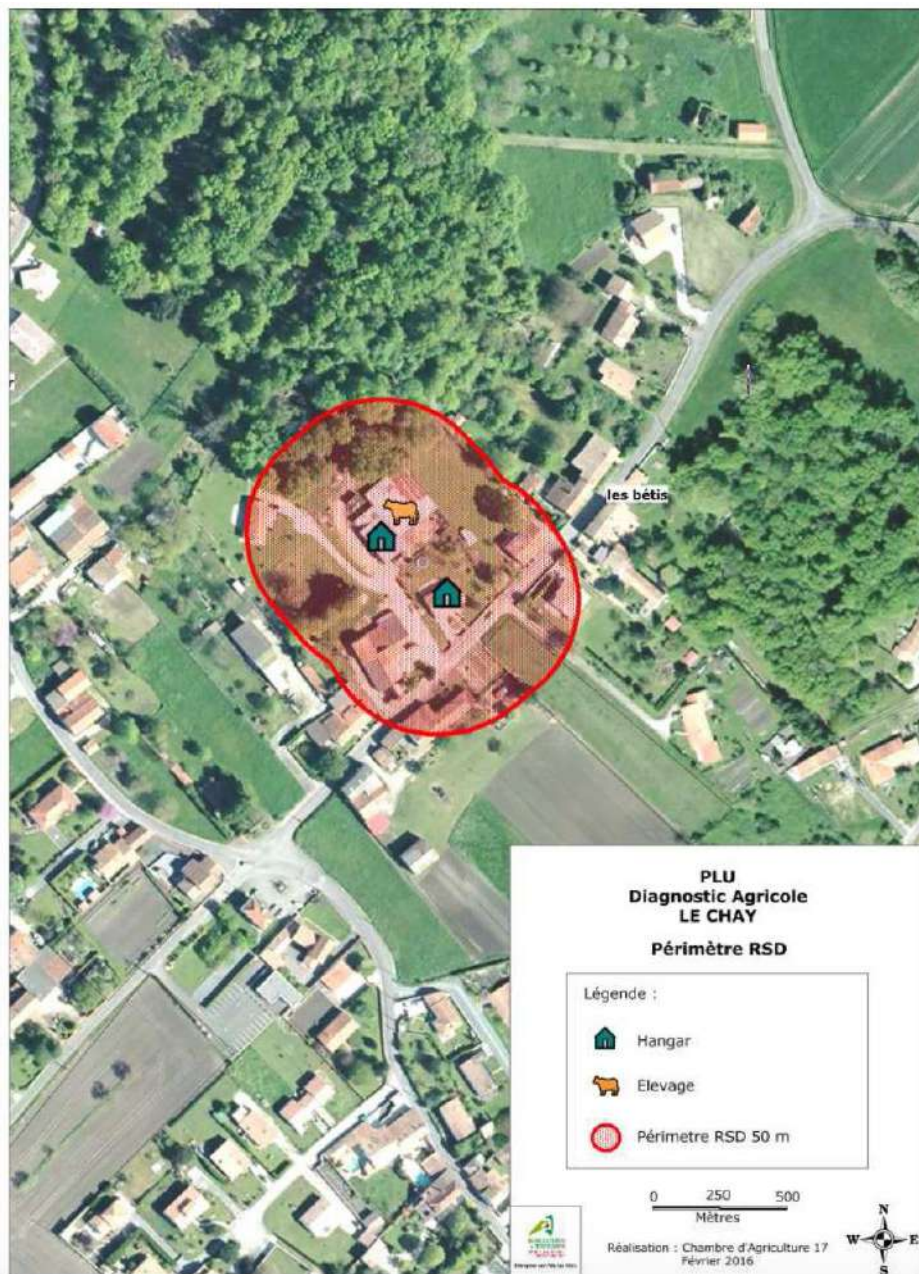 les bétis
PLU
Diagnostic Agricole
LE CHAY
Périmètre RSD
Légende :
Hangar
Elevage
Périmetre RSD 50 m
0 250 500
Mètres
Réalisation : Chambre d'Agriculture 17
Février 2016
N
W E
S